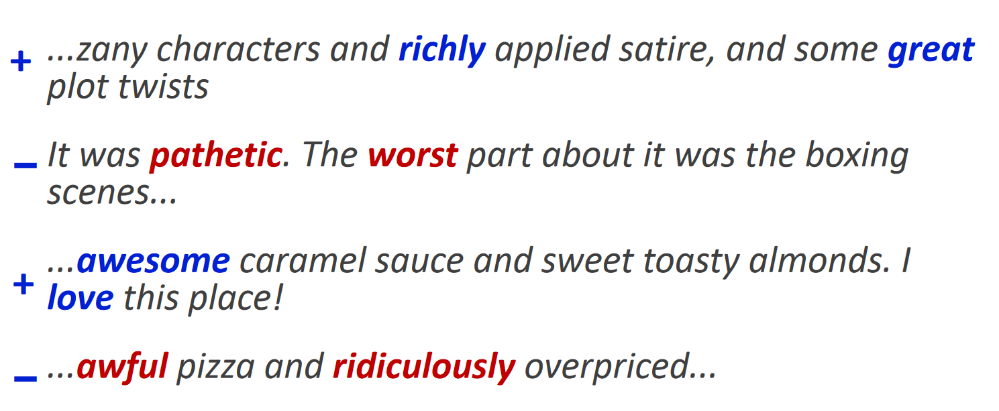 + ...zany characters and richly applied satire, and some great
plot twists
– It was pathetic. The worst part about it was the boxing
scenes...
...awesome caramel sauce and sweet toasty almonds. I
+ love this place!
– ...awful pizza and ridiculously overpriced...